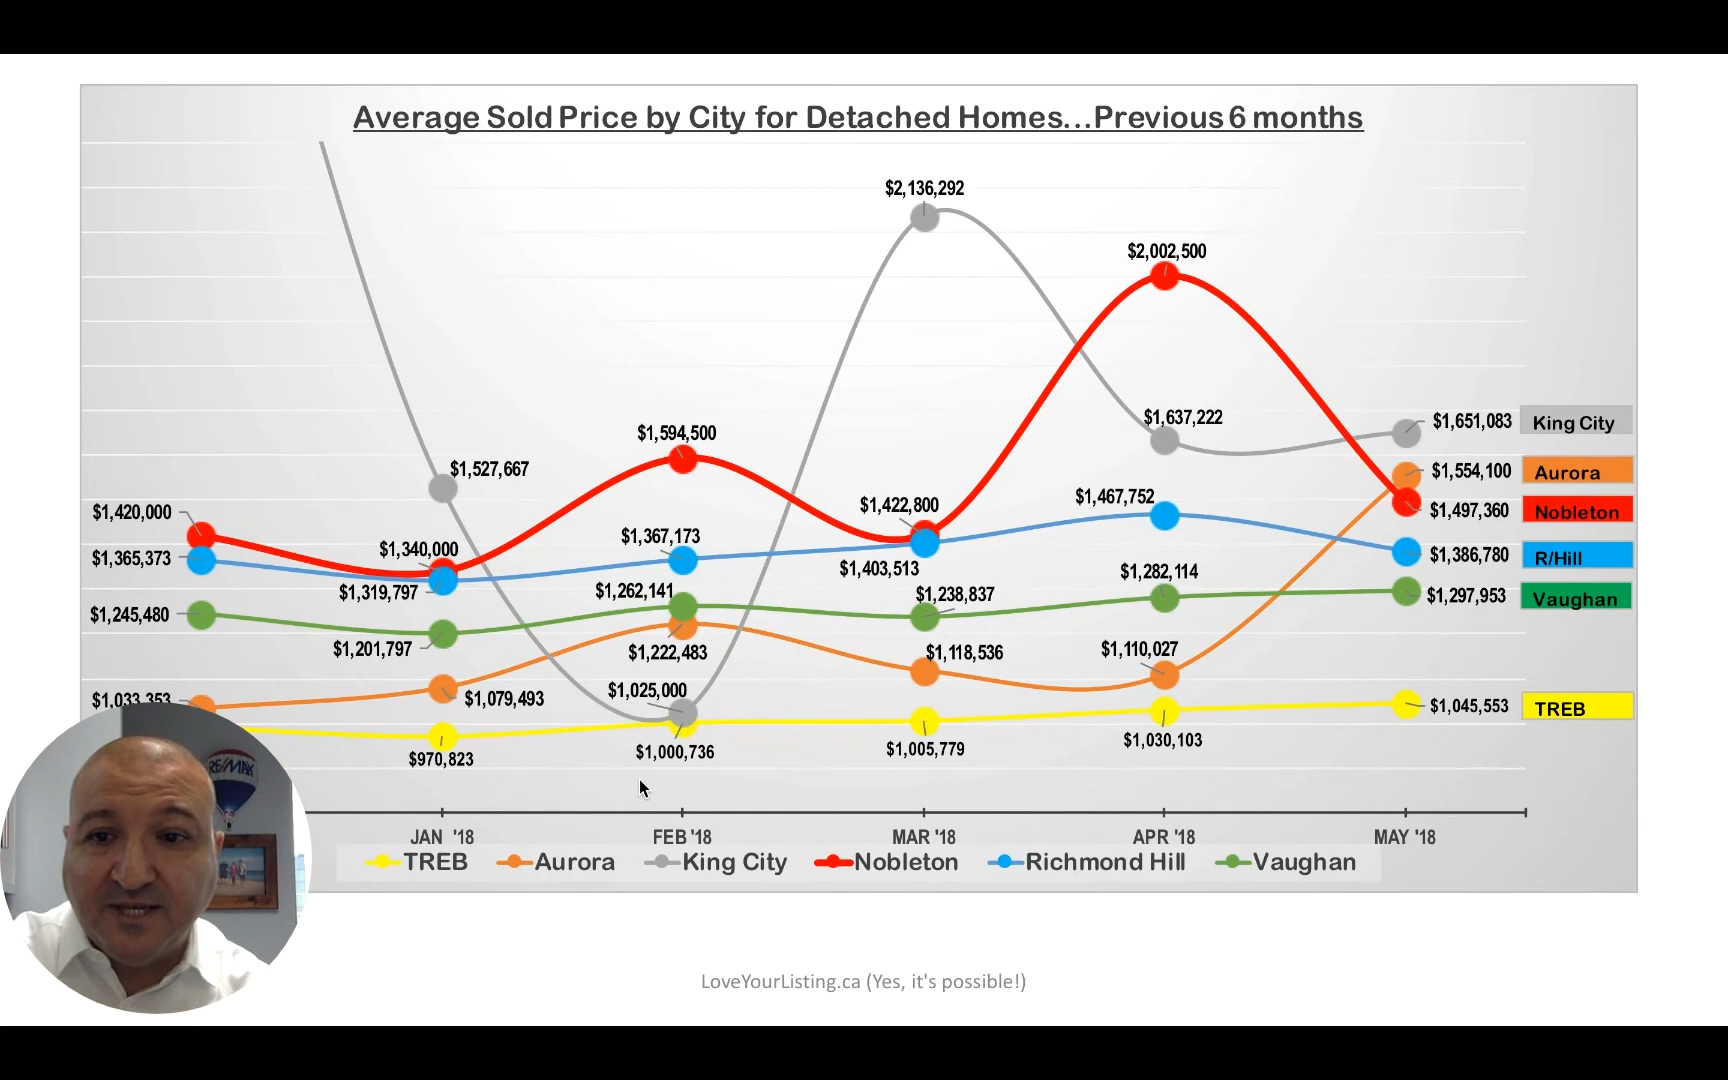 Average Sold Price by City for Detached Homes...Previous 6 months
$2,136,292
$2,002,500
$1,637,222
$1,651,083 King City
$1,594,500
$1,527,667
$1,554,100 Aurora
$1,420,000
$1,422,800
$1,467,752
$1,497,360 Nobleton
$1,365,373
$1,340,000
$1,367,173
$1,403,513
$1,386,780 R/Hill
$1,319,797
$1,262,141
$1,238,837
$1,282,114
$1,297,953 Vaughan
$1,245,480
$1,201,797
$1,222,483
$1,118,536
$1,110,027
$1,033,353
$1,079,493
$1,025,000
$1,045,553 TREB
$970,823
$1,000,736
$1,005,779
$1,030,103
RE/MAX
JAN '18 FEB '18 MAR '18 APR '18 MAY '18
TREB Aurora King City Nobleton Richmond Hill Vaughan
LoveYourListing.ca (Yes, it's possible!)